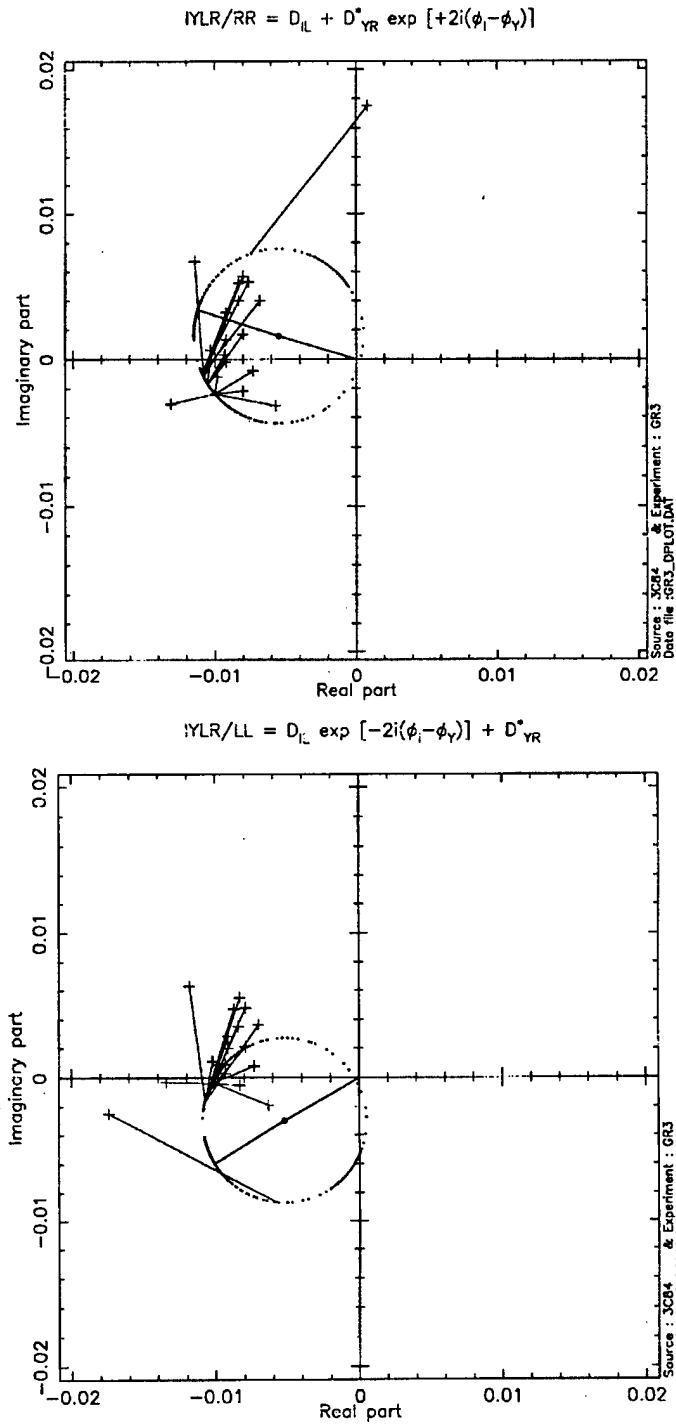 IYLR/RR = D_IL + D*_YR exp [+2i(ϕ_I−ϕ_Y)]
0.02
0.01
0
−0.01
−0.02
Imaginary part
−0.02
−0.01
0
0.01
0.02
Real part
Source : 3C84 & Experiment : GR3
Data file :GR3_DPLOT.DAT
IYLR/LL = D_IL exp [−2i(ϕ_i−ϕ_Y)] + D*_YR
0.02
0.01
0
−0.01
−0.02
Imaginary part
−0.02
−0.01
0
0.01
0.02
Real part
Source : 3C84 & Experiment : GR3